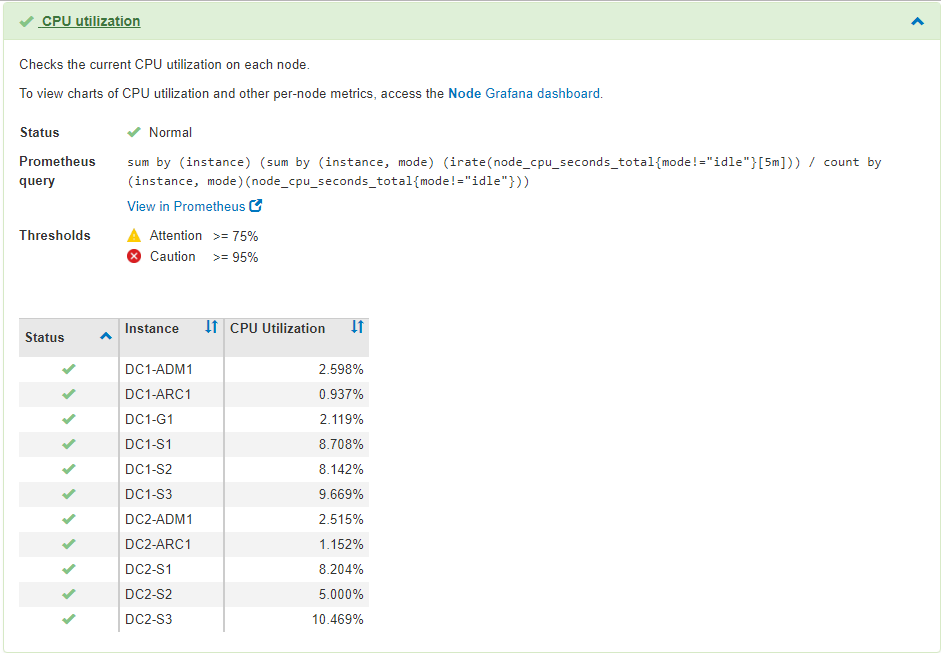 CPU utilization
Checks the current CPU utilization on each node.
To view charts of CPU utilization and other per-node metrics, access the Node Grafana dashboard.
Status Normal
Prometheus query sum by (instance) (sum by (instance, mode) (irate(node_cpu_seconds_total{mode!="idle"}[5m])) / count by
(instance, mode)(node_cpu_seconds_total{mode!="idle"}))
View in Prometheus
Thresholds Attention >= 75%
Caution >= 95%
Status Instance CPU Utilization
DC1-ADM1 2.598%
DC1-ARC1 0.937%
DC1-G1 2.119%
DC1-S1 8.708%
DC1-S2 8.142%
DC1-S3 9.669%
DC2-ADM1 2.515%
DC2-ARC1 1.152%
DC2-S1 8.204%
DC2-S2 5.000%
DC2-S3 10.469%